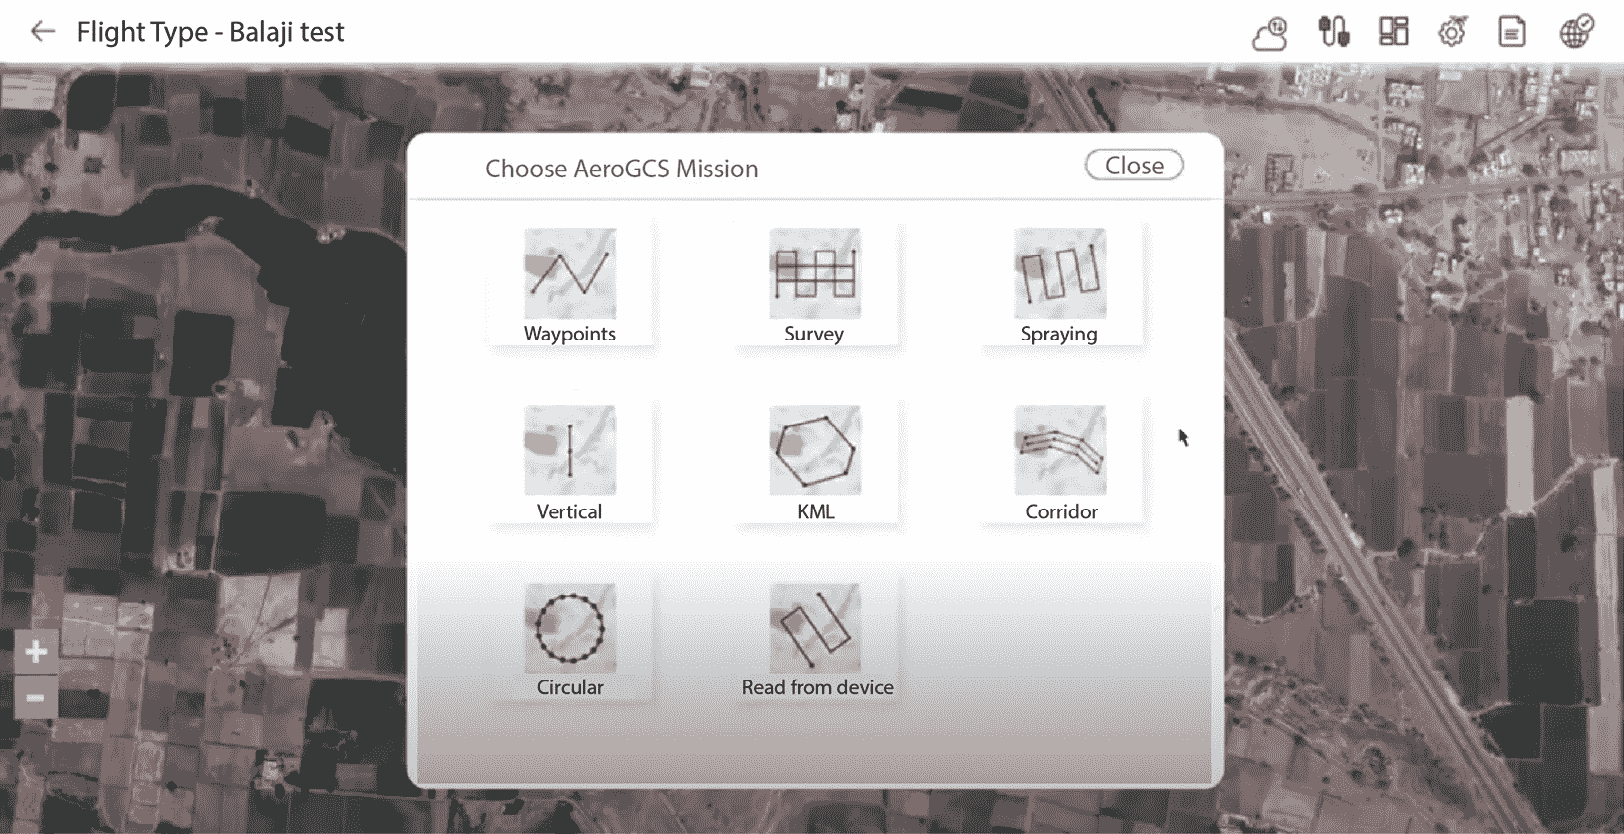 Flight Type - Balaji test
Choose AeroGCS Mission
Close
Waypoints
Survey
Spraying
Vertical
KML
Corridor
Circular
Read from device